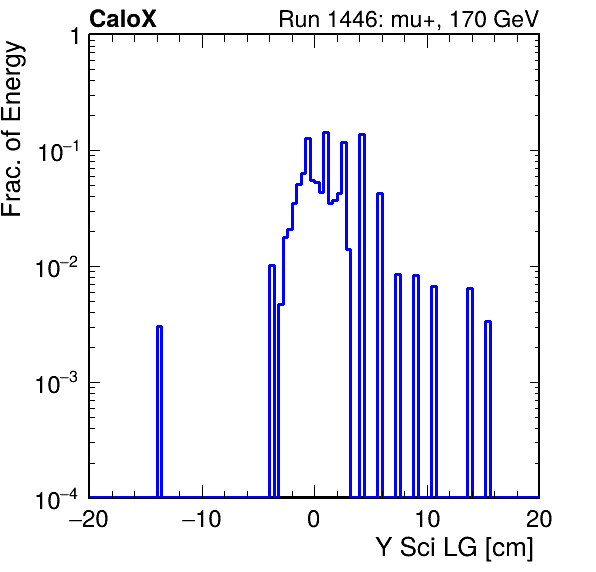 CaloX Run 1446: mu+, 170 GeV
Frac. of Energy
1
10⁻¹
10⁻²
10⁻³
10⁻⁴
−20 −10 0 10 20
Y Sci LG [cm]